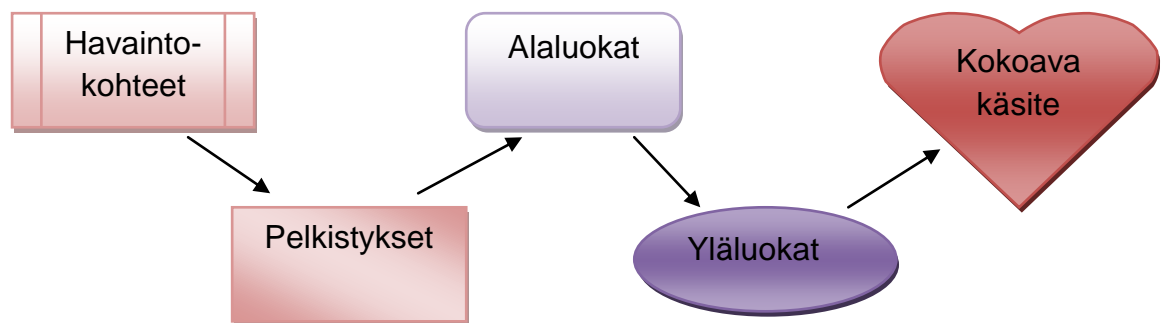 Havainto-
kohteet
Pelkistykset
Alaluokat
Yläluokat
Kokoava
käsite